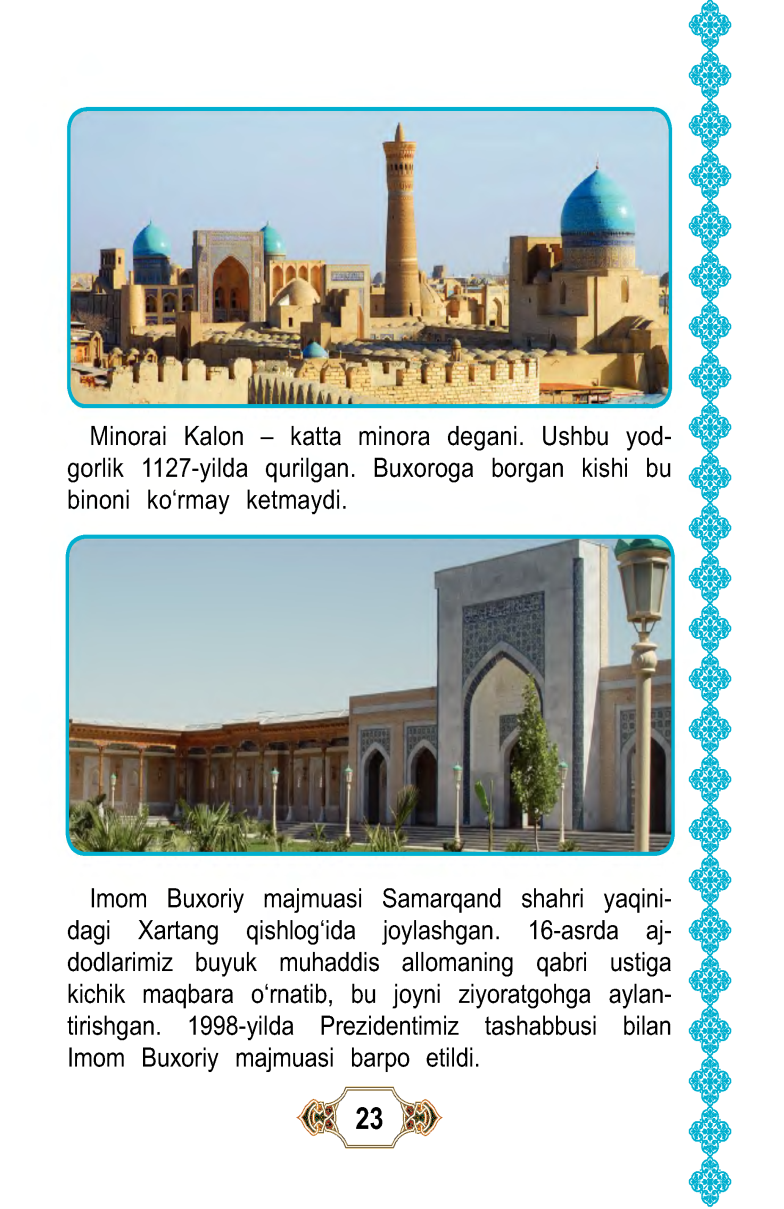 Minorai Kalon – katta minora degani. Ushbu yod-
gorlik 1127-yilda qurilgan. Buxoroga borgan kishi bu
binoni ko‘rmay ketmaydi.
Imom Buxoriy majmuasi Samarqand shahri yaqini-
dagi Xartang qishlog‘ida joylashgan. 16-asrda aj-
dodlarimiz buyuk muhaddis allomaning qabri ustiga
kichik maqbara o‘rnatib, bu joyni ziyoratgohga aylan-
tirishgan. 1998-yilda Prezidentimiz tashabbusi bilan
Imom Buxoriy majmuasi barpo etildi.
23